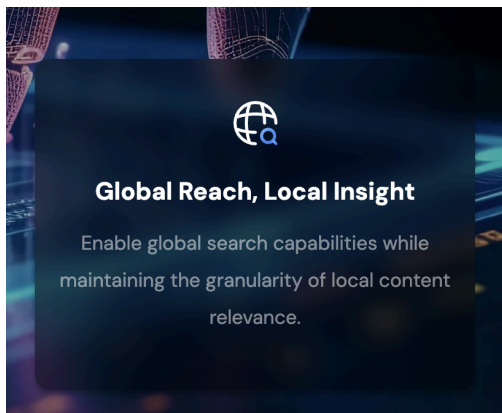 Global Reach, Local Insight
Enable global search capabilities while
maintaining the granularity of local content
relevance.